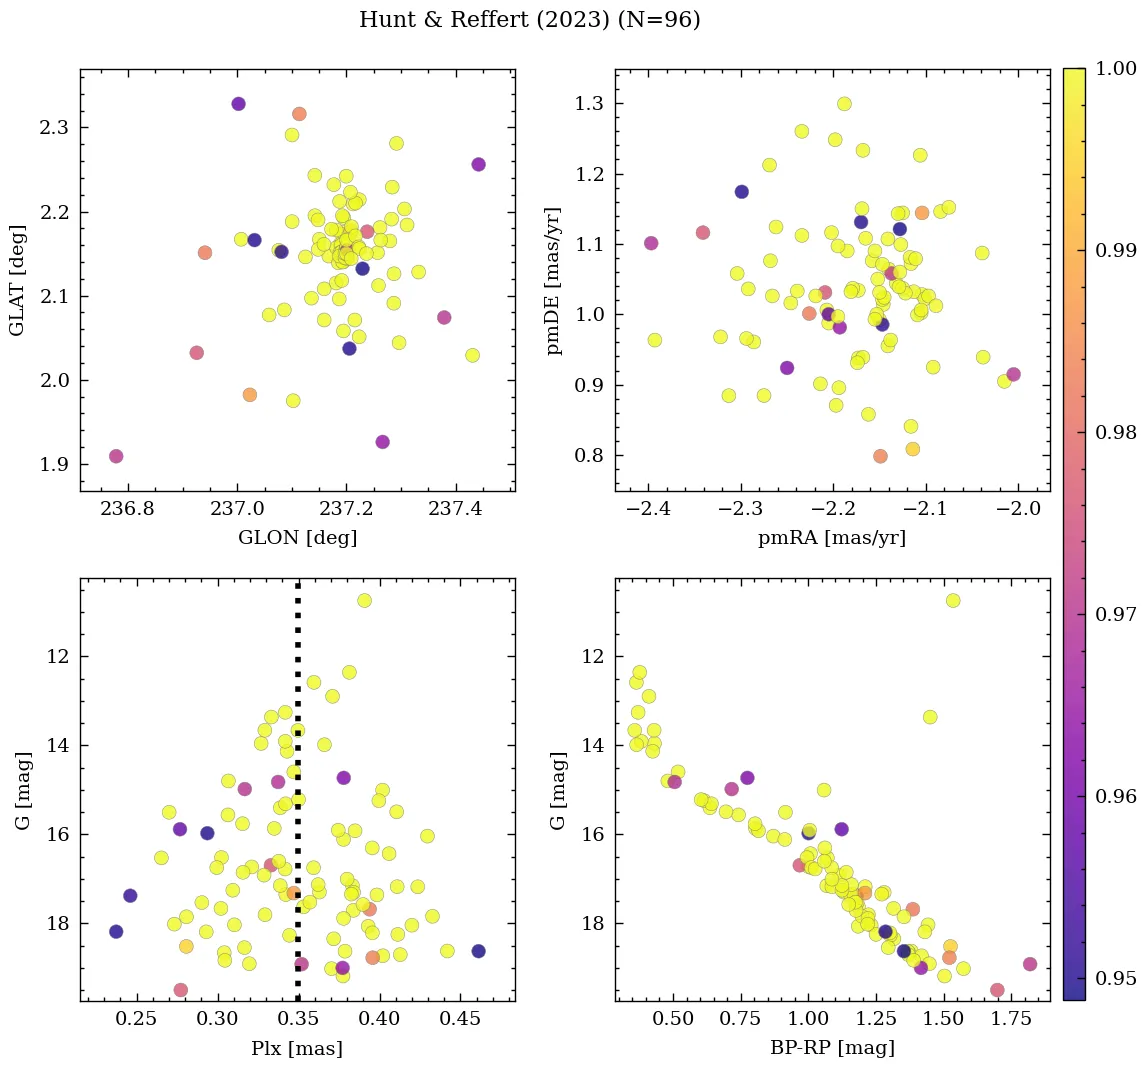 Hunt & Reffert (2023) (N=96)
2.3
2.2
2.1
2.0
1.9
GLAT [deg]
236.8 237.0 237.2 237.4
GLON [deg]
1.3
1.2
1.1
1.0
0.9
0.8
pmDE [mas/yr]
−2.4 −2.3 −2.2 −2.1 −2.0
pmRA [mas/yr]
12
14
16
18
G [mag]
0.25 0.30 0.35 0.40 0.45
Plx [mas]
12
14
16
18
G [mag]
0.50 0.75 1.00 1.25 1.50 1.75
BP-RP [mag]
1.00
0.99
0.98
0.97
0.96
0.95